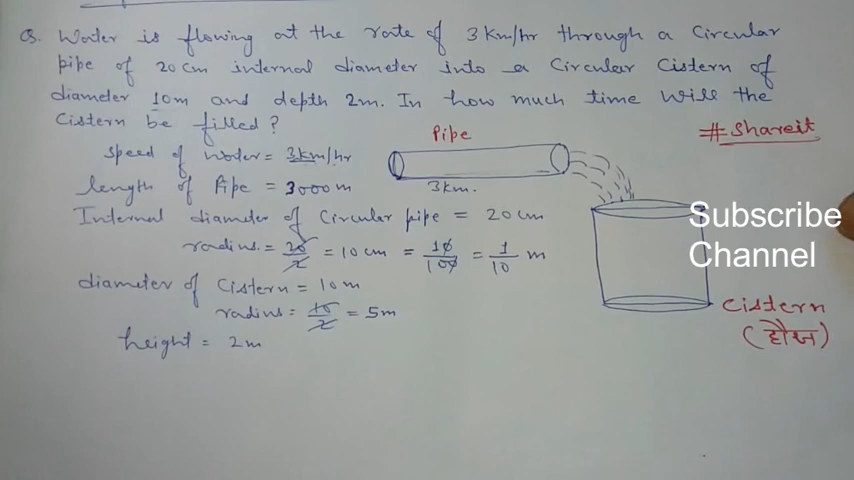 Q. Water is flowing at the rate of 3 Km/hr through a Circular
pipe of 20 cm internal diameter into a Circular Cistern of
diameter 10m and depth 2m. In how much time will the
Cistern be filled?
# Shareit
Pipe
Speed of water = 3km/hr
3km.
length of Pipe = 3000 m
Internal diameter of Circular pipe = 20 cm
radius = 20/2 = 10 cm = 10/100 = 1/10 m
Subscribe
Channel
diameter of Cistern = 10 m
radius = 10/2 = 5m
Cistern
(हौज)
height = 2m